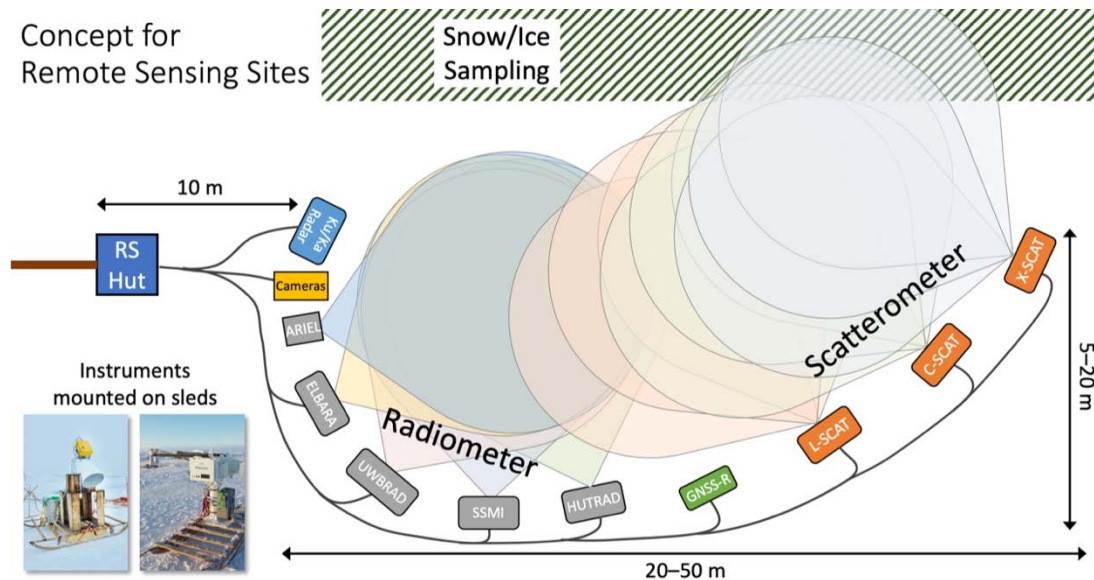 Concept for
Remote Sensing Sites
Snow/Ice
Sampling
10 m
RS
Hut
Ku/Ka
Radar
Cameras
ARIEL
ELBARA
UWBRAD
SSMI
HUTRAD
GNSS-R
L-SCAT
C-SCAT
X-SCAT
Radiometer
Scatterometer
Instruments
mounted on sleds
5–20 m
20–50 m